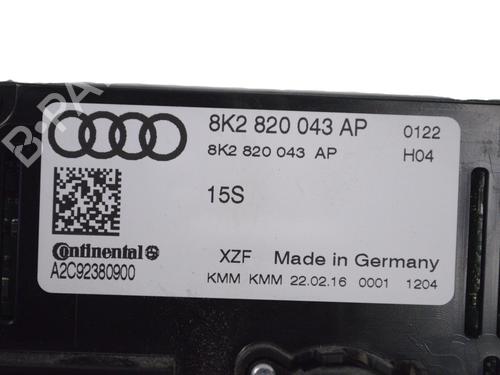 8K2 820 043 AP 0122
8K2 820 043 AP H04
15S
Continental
A2C92380900
XZF Made in Germany
KMM KMM 22.02.16 0001 1204
B-PA